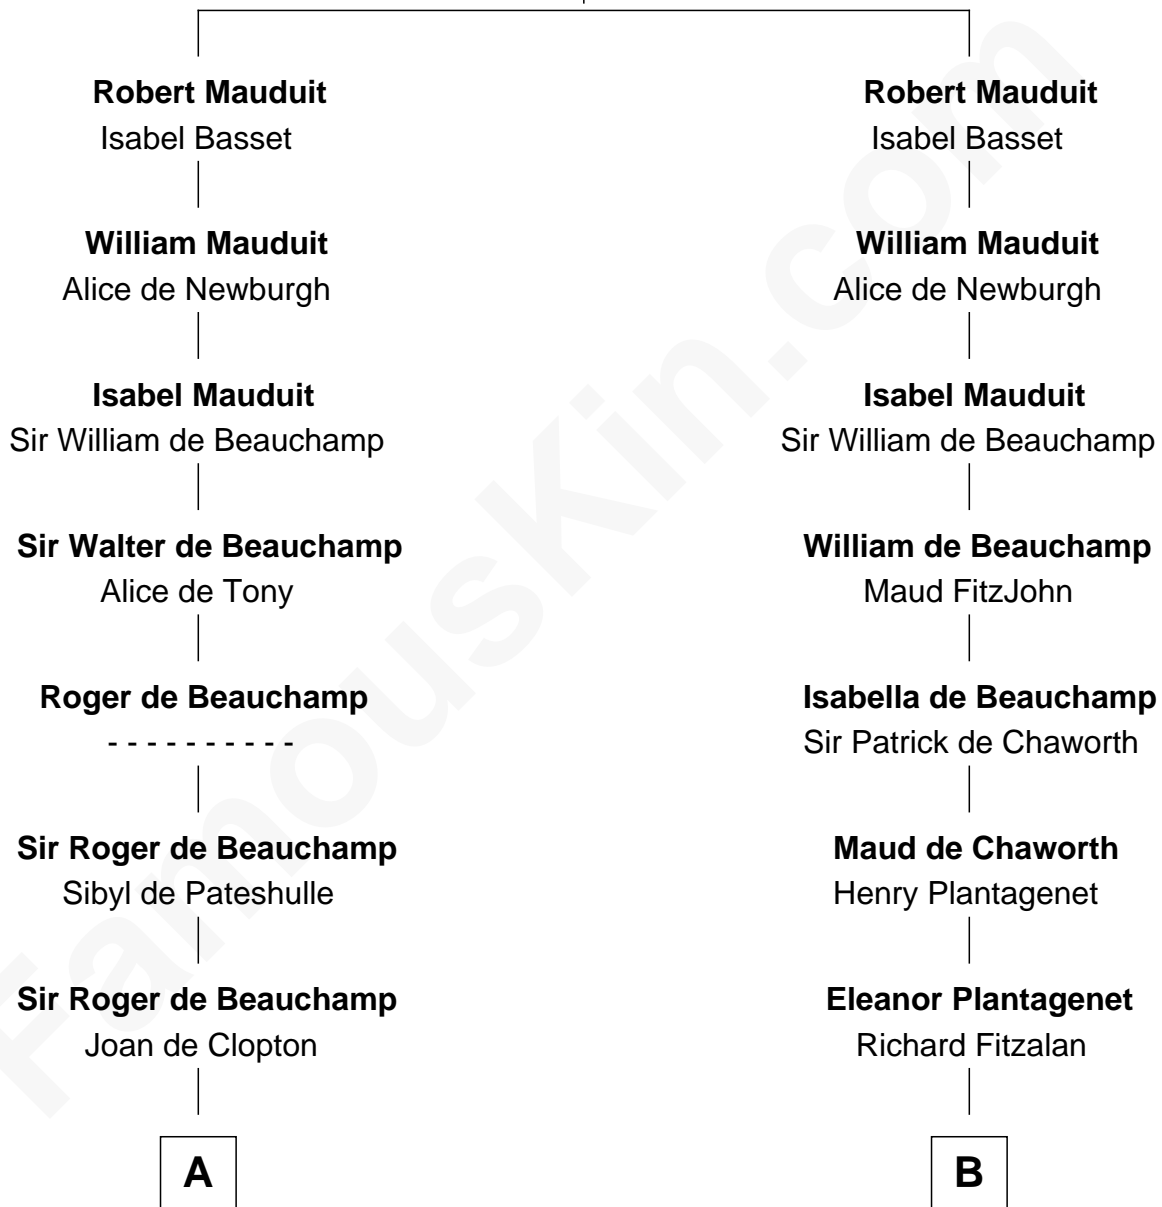 Robert Mauduit
Isabel Basset
William Mauduit
Alice de Newburgh
Isabel Mauduit
Sir William de Beauchamp
Sir Walter de Beauchamp
Alice de Tony
Roger de Beauchamp
- - - - - - - - - -
Sir Roger de Beauchamp
Sibyl de Pateshulle
Sir Roger de Beauchamp
Joan de Clopton
A
Robert Mauduit
Isabel Basset
William Mauduit
Alice de Newburgh
Isabel Mauduit
Sir William de Beauchamp
William de Beauchamp
Maud FitzJohn
Isabella de Beauchamp
Sir Patrick de Chaworth
Maud de Chaworth
Henry Plantagenet
Eleanor Plantagenet
Richard Fitzalan
B
FamousKin.com